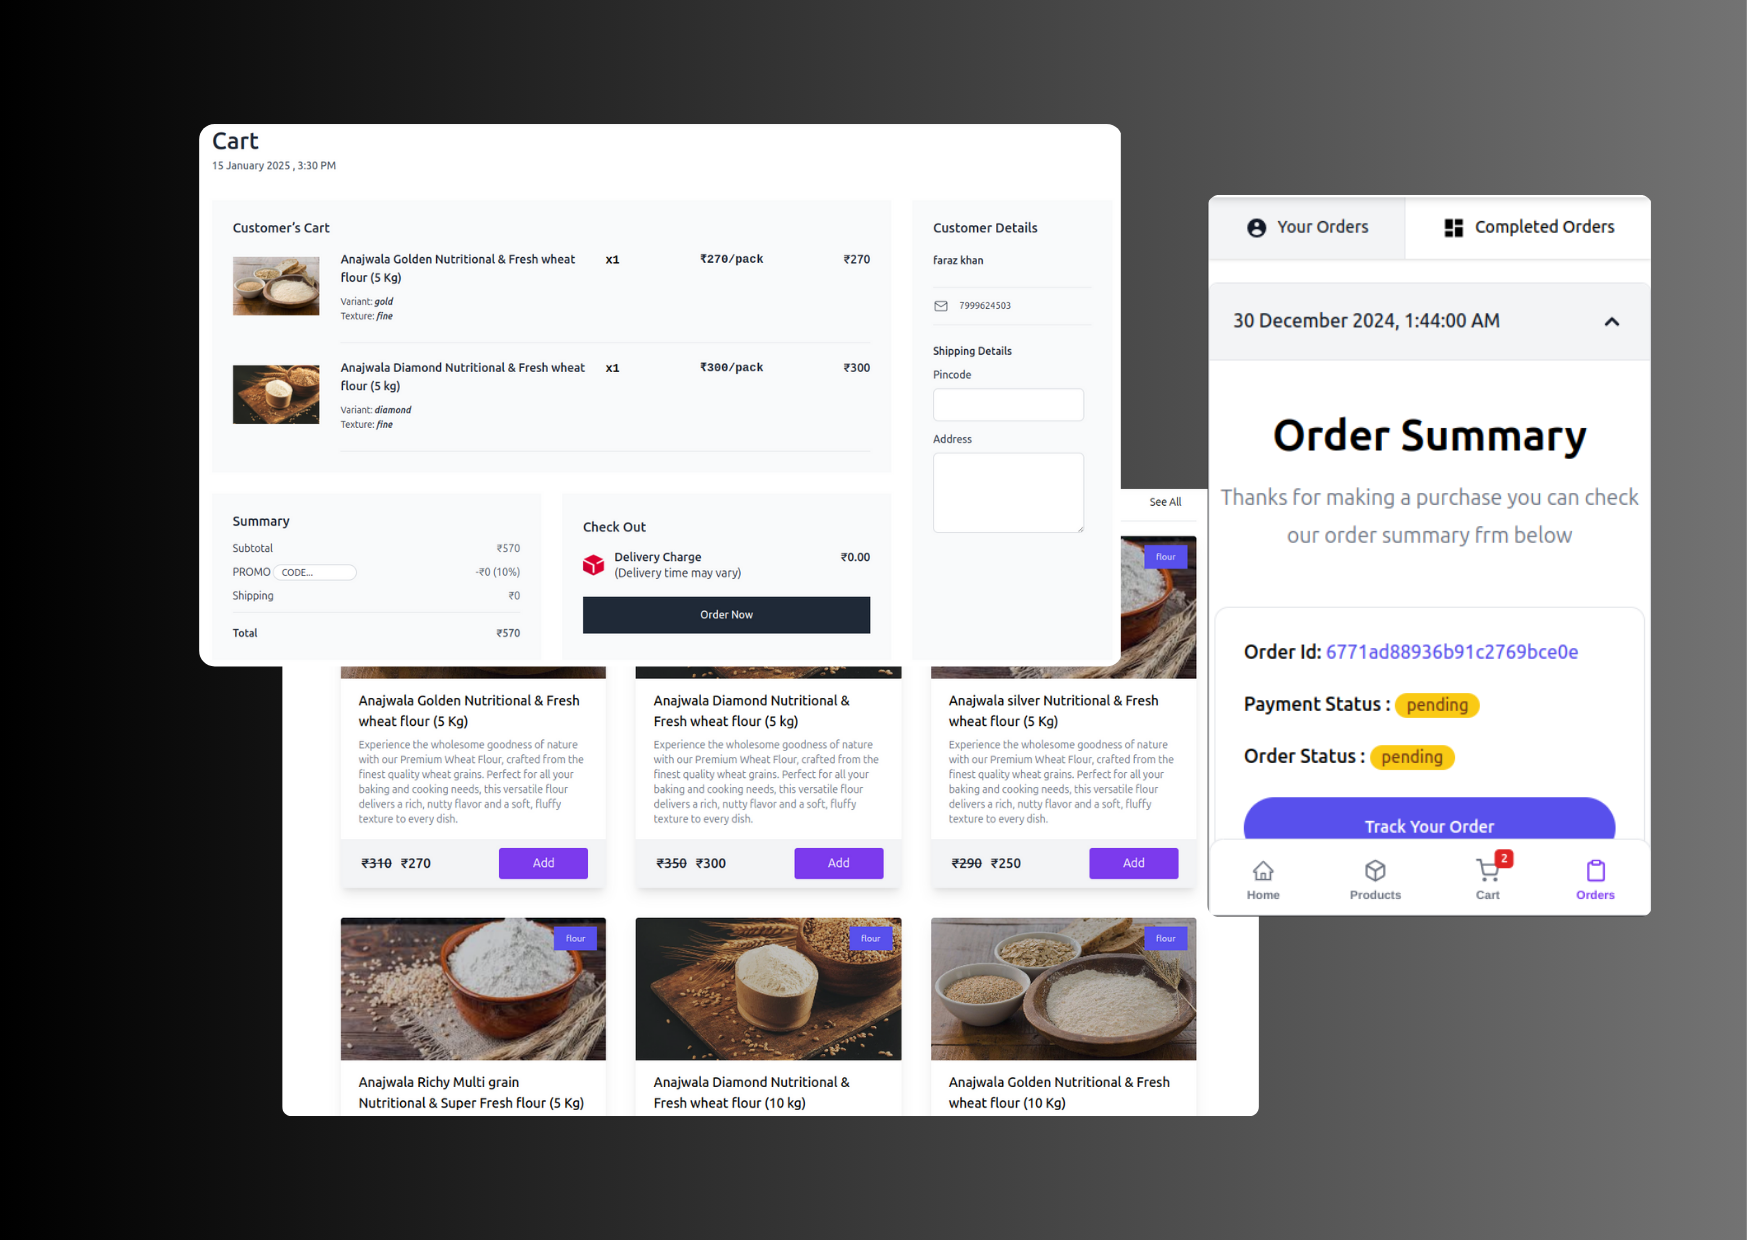 Cart
15 January 2025 , 3:30 PM
Customer's Cart
Anajwala Golden Nutritional & Fresh wheat x1 ₹270/pack ₹270
flour (5 Kg)
Variant: gold
Texture: fine
Anajwala Diamond Nutritional & Fresh wheat x1 ₹300/pack ₹300
flour (5 kg)
Variant: diamond
Texture: fine
Summary
Subtotal ₹570
PROMO CODE... -₹0 (10%)
Shipping ₹0
Total ₹570
Check Out
Delivery Charge ₹0.00
(Delivery time may vary)
Order Now
Customer Details
faraz khan
7999624503
Shipping Details
Pincode
Address
See All
flour
Anajwala Golden Nutritional & Fresh
wheat flour (5 Kg)
Experience the wholesome goodness of nature
with our Premium Wheat Flour, crafted from the
finest quality wheat grains. Perfect for all your
baking and cooking needs, this versatile flour
delivers a rich, nutty flavor and a soft, fluffy
texture to every dish.
₹310 ₹270 Add
Anajwala Diamond Nutritional &
Fresh wheat flour (5 kg)
Experience the wholesome goodness of nature
with our Premium Wheat Flour, crafted from the
finest quality wheat grains. Perfect for all your
baking and cooking needs, this versatile flour
delivers a rich, nutty flavor and a soft, fluffy
texture to every dish.
₹350 ₹300 Add
Anajwala silver Nutritional & Fresh
wheat flour (5 Kg)
Experience the wholesome goodness of nature
with our Premium Wheat Flour, crafted from the
finest quality wheat grains. Perfect for all your
baking and cooking needs, this versatile flour
delivers a rich, nutty flavor and a soft, fluffy
texture to every dish.
₹290 ₹250 Add
flour
Anajwala Richy Multi grain
Nutritional & Super Fresh flour (5 Kg)
flour
Anajwala Diamond Nutritional &
Fresh wheat flour (10 kg)
flour
Anajwala Golden Nutritional & Fresh
wheat flour (10 Kg)
Your Orders Completed Orders
30 December 2024, 1:44:00 AM
Order Summary
Thanks for making a purchase you can check
our order summary frm below
Order Id: 6771ad88936b91c2769bce0e
Payment Status : pending
Order Status : pending
Track Your Order
2
Home Products Cart Orders